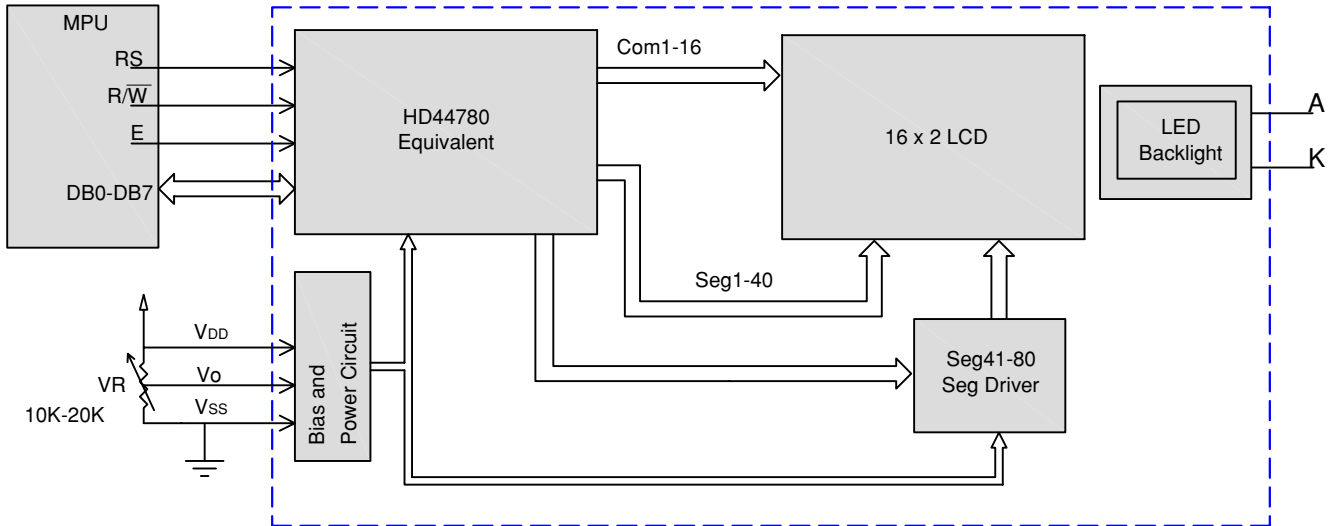 MPU
RS
R/W̅
E
DB0-DB7
HD44780
Equivalent
Com1-16
16 x 2 LCD
LED
Backlight
A
K
Seg1-40
VDD
Vo
VSS
VR
10K-20K
Bias and
Power Circuit
Seg41-80
Seg Driver